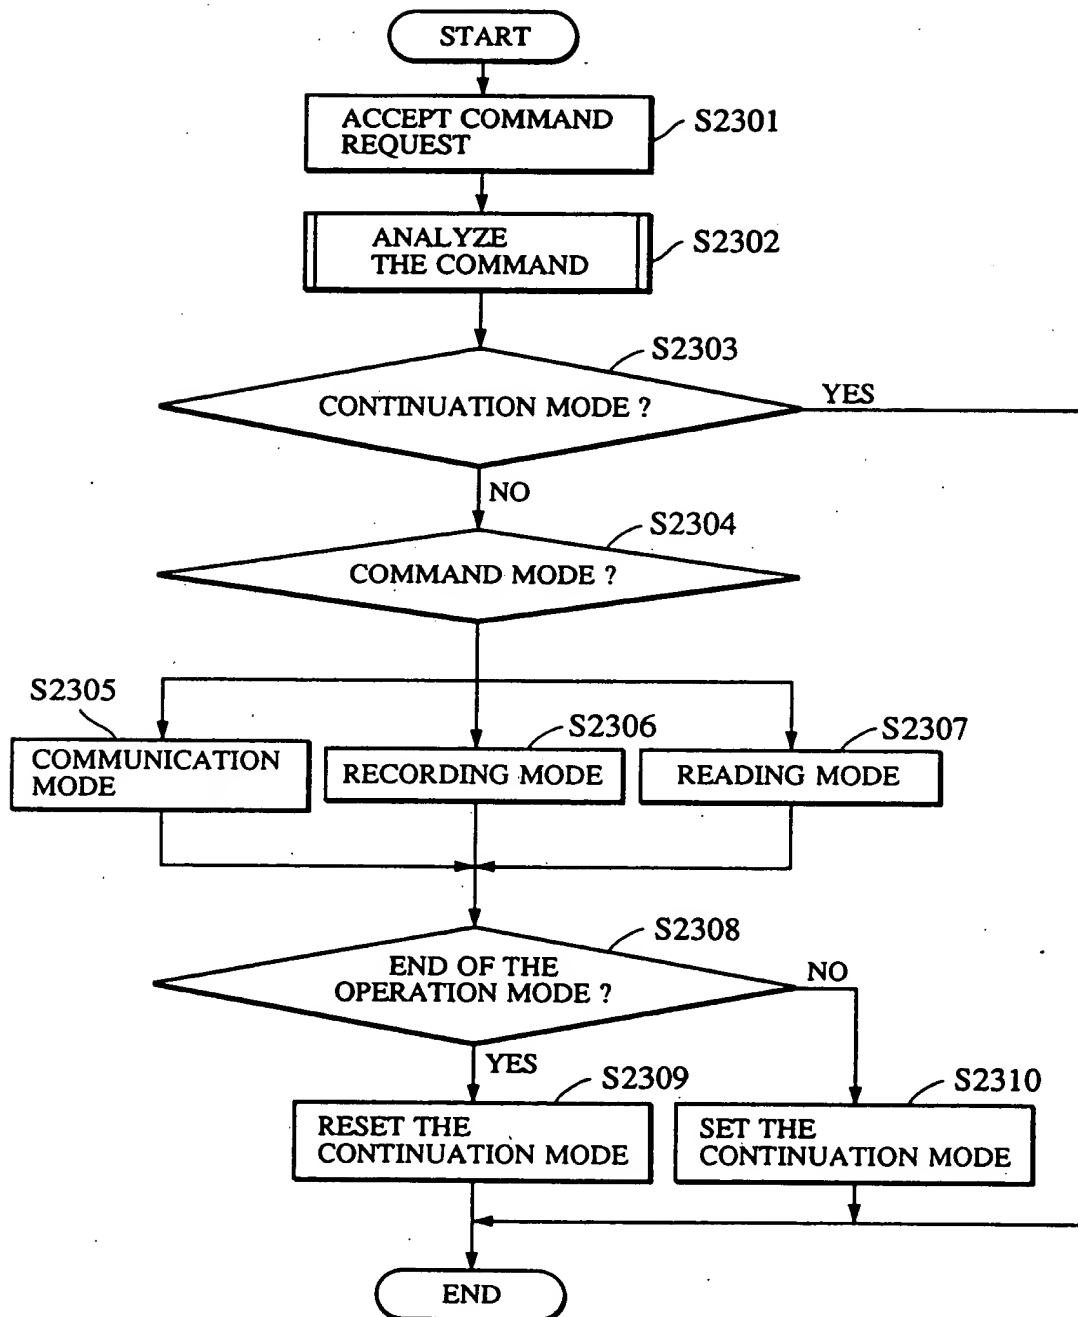 START
ACCEPT COMMAND
REQUEST
S2301
ANALYZE
THE COMMAND
S2302
S2303
CONTINUATION MODE ?
YES
NO
S2304
COMMAND MODE ?
S2305
COMMUNICATION
MODE
S2306
RECORDING MODE
S2307
READING MODE
S2308
END OF THE
OPERATION MODE ?
NO
YES
S2309
RESET THE
CONTINUATION MODE
S2310
SET THE
CONTINUATION MODE
END